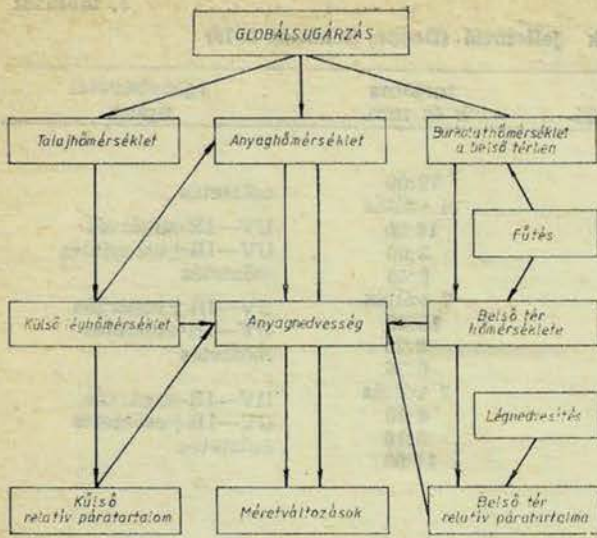 GLOBÁLSUGÁRZÁS
Talajhőmérséklet
Anyaghőmérséklet
Burkolathőmérséklet
a belső térben
Fűtés
Külső léghőmérséklet
Anyagnedvesség
Belső tér
hőmérséklete
Légnedvesítés
Külső
relatív páratartalom
Méretváltozások
Belső tér
relatív páratartalma